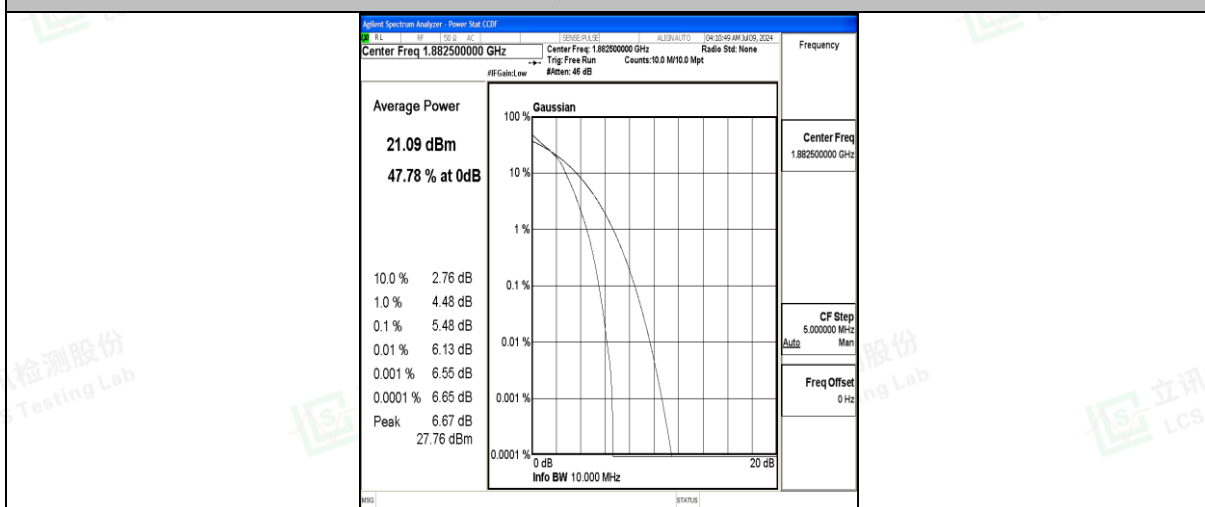 Agilent Spectrum Analyzer - Power Stat CCDF
RL RF 50 Ω AC SENSE:PULSE ALIGN AUTO 04:10:49 AM Jul 09, 2024
Center Freq 1.882500000 GHz
Center Freq: 1.882500000 GHz Radio Std: None
Trig: Free Run Counts:10.0 M/10.0 Mpt
#IFGain:Low #Atten: 46 dB
Frequency
Average Power
21.09 dBm
47.78 % at 0dB
10.0 % 2.76 dB
1.0 % 4.48 dB
0.1 % 5.48 dB
0.01 % 6.13 dB
0.001 % 6.55 dB
0.0001 % 6.65 dB
Peak 6.67 dB
27.76 dBm
Gaussian
100 %
10 %
1 %
0.1 %
0.01 %
0.001 %
0.0001 %
0 dB 20 dB
Info BW 10.000 MHz
Center Freq
1.882500000 GHz
CF Step
5.000000 MHz
Auto Man
Freq Offset
0 Hz
MSG STATUS
讯检测股份
S Testing Lab
股份
ng Lab
立讯
LCS